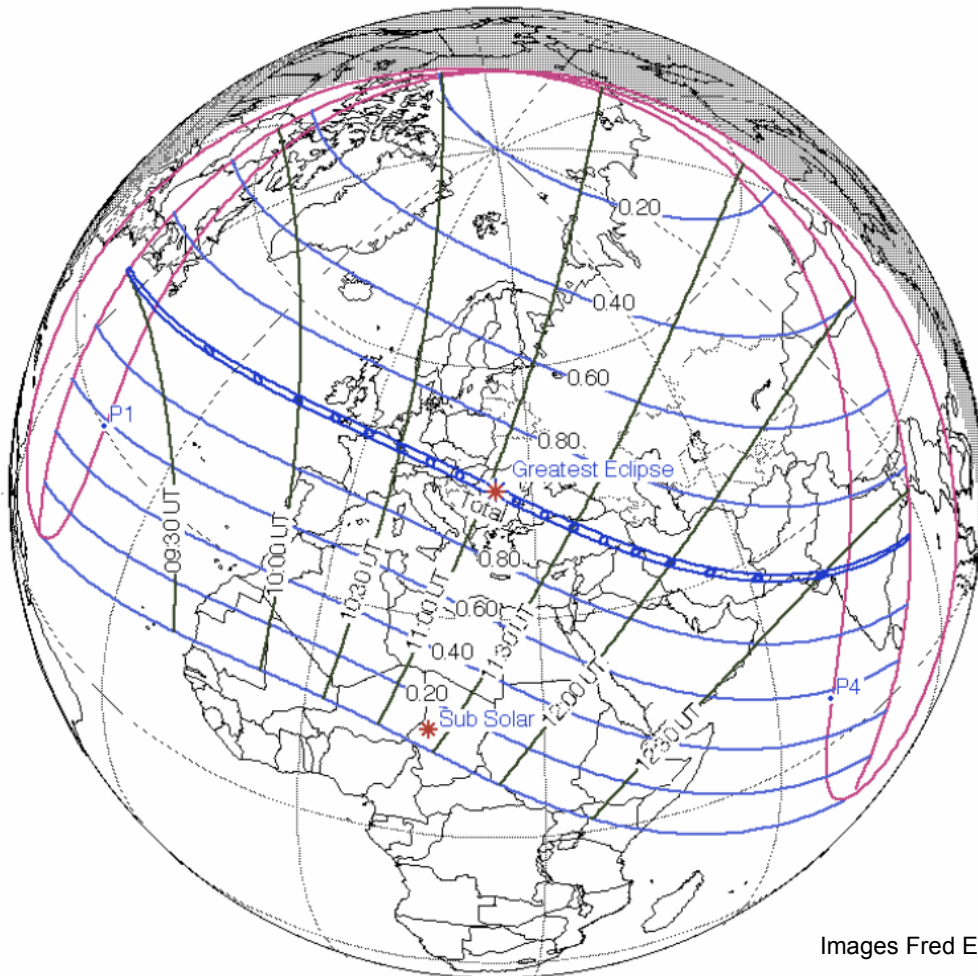 0.20
0.40
0.60
P1
0.80
Greatest Eclipse
Total
09:30 UT
10:00 UT
10:30 UT
11:00 UT
11:30 UT
12:00 UT
12:30 UT
0.80
0.60
0.40
0.20
P4
Sub Solar
Images Fred E